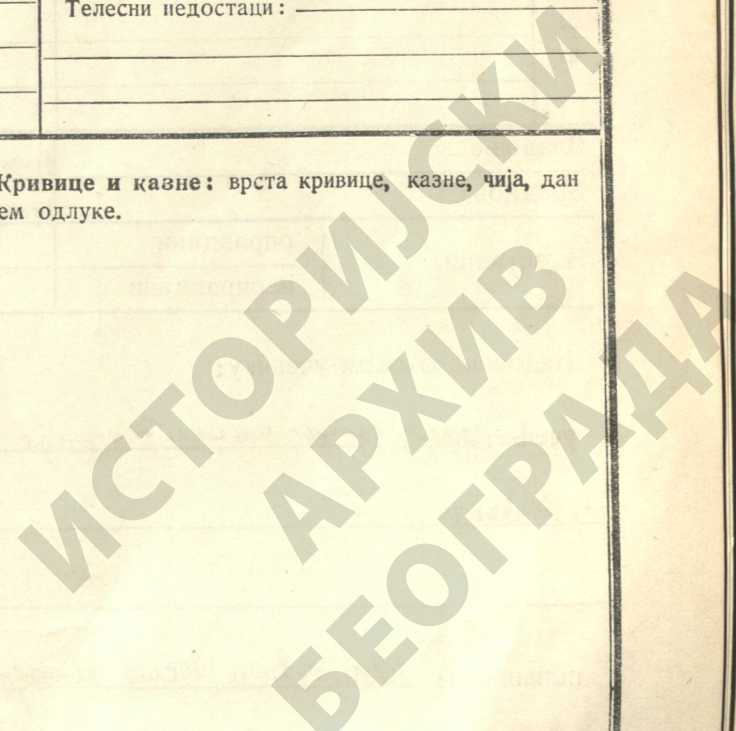 Телесни недостаци:
Кривице и казне: врста кривице, казне, чија, дан
ем одлуке.
ИСТОРИЈСКИ
АРХИВ
БЕОГРАДА